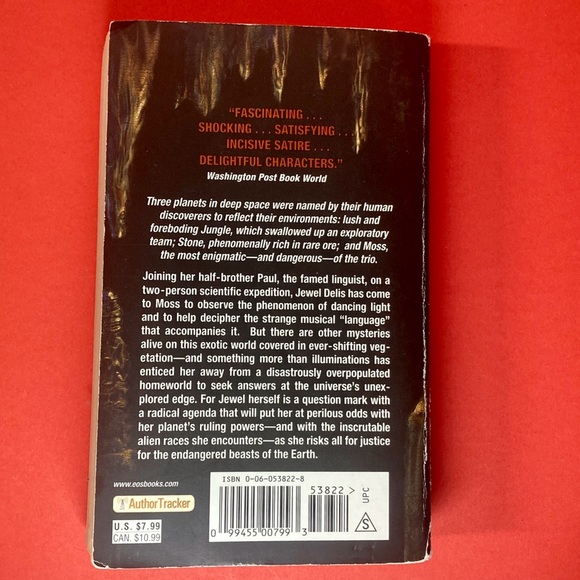 “FASCINATING . . .
SHOCKING . . . SATISFYING . . .
INCISIVE SATIRE . . .
DELIGHTFUL CHARACTERS.”
Washington Post Book World
Three planets in deep space were named by their human
discoverers to reflect their environments: lush and
foreboding Jungle, which swallowed up an exploratory
team; Stone, phenomenally rich in rare ore; and Moss,
the most enigmatic—and dangerous—of the trio.
Joining her half-brother Paul, the famed linguist, on a
two-person scientific expedition, Jewel Delis has come
to Moss to observe the phenomenon of dancing light
and to help decipher the strange musical “language”
that accompanies it. But there are other mysteries
alive on this exotic world covered in ever-shifting veg-
etation—and something more than illuminations has
enticed her away from a disastrously overpopulated
homeworld to seek answers at the universe’s unex-
plored edge. For Jewel herself is a question mark with
a radical agenda that will put her at perilous odds with
her planet’s ruling powers—and with the inscrutable
alien races she encounters—as she risks all for justice
for the endangered beasts of the Earth.
www.eosbooks.com
AuthorTracker
U.S. $7.99
CAN. $10.99
ISBN 0-06-053822-8
53822 >
0 99455 00799 3
UPC
S